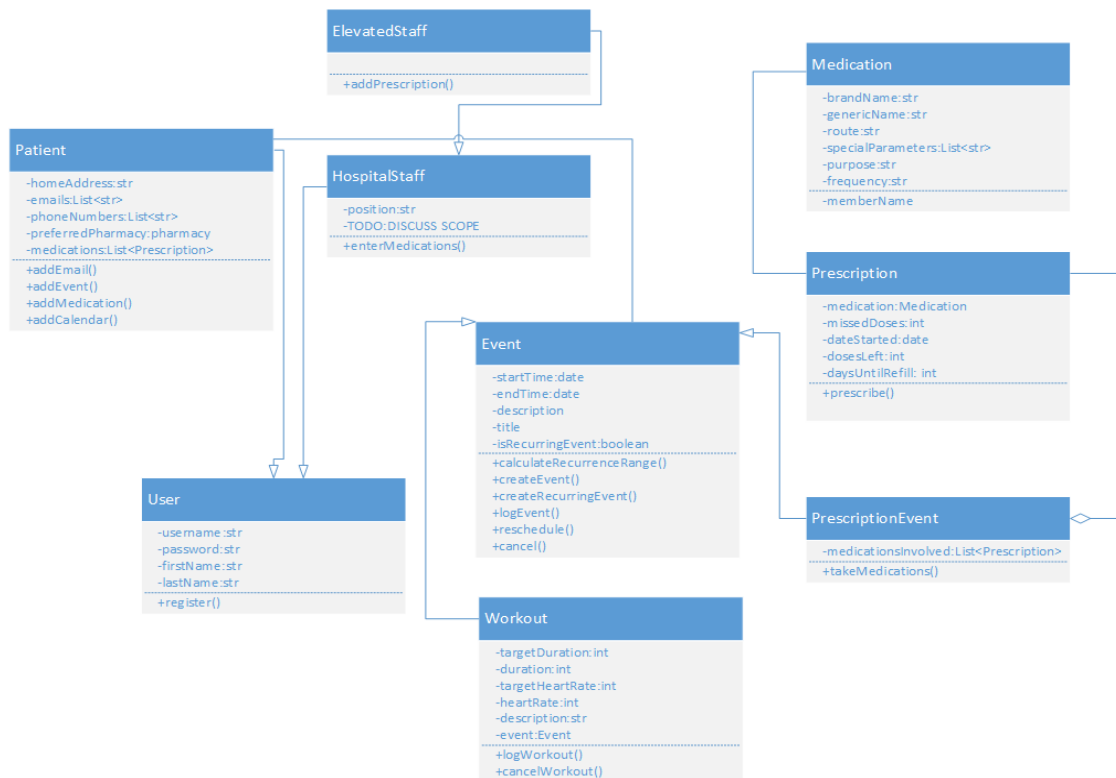 ElevatedStaff
+addPrescription()
Medication
-brandName:str
-genericName:str
-route:str
-specialParameters:List<str>
-purpose:str
-frequency:str
-memberName
Patient
-homeAddress:str
-emails:List<str>
-phoneNumbers:List<str>
-preferredPharmacy:pharmacy
-medications:List<Prescription>
+addEmail()
+addEvent()
+addMedication()
+addCalendar()
HospitalStaff
-position:str
-TODO:DISCUSS SCOPE
+enterMedications()
Prescription
-medication:Medication
-missedDoses:int
-dateStarted:date
-dosesLeft:int
-daysUntilRefill: int
+prescribe()
Event
-startTime:date
-endTime:date
-description
-title
-isRecurringEvent:boolean
+calculateRecurrenceRange()
+createEvent()
+createRecurringEvent()
+logEvent()
+reschedule()
+cancel()
User
-username:str
-password:str
-firstName:str
-lastName:str
+register()
PrescriptionEvent
-medicationsInvolved:List<Prescription>
+takeMedications()
Workout
-targetDuration:int
-duration:int
-targetHeartRate:int
-heartRate:int
-description:str
-event:Event
+logWorkout()
+cancelWorkout()